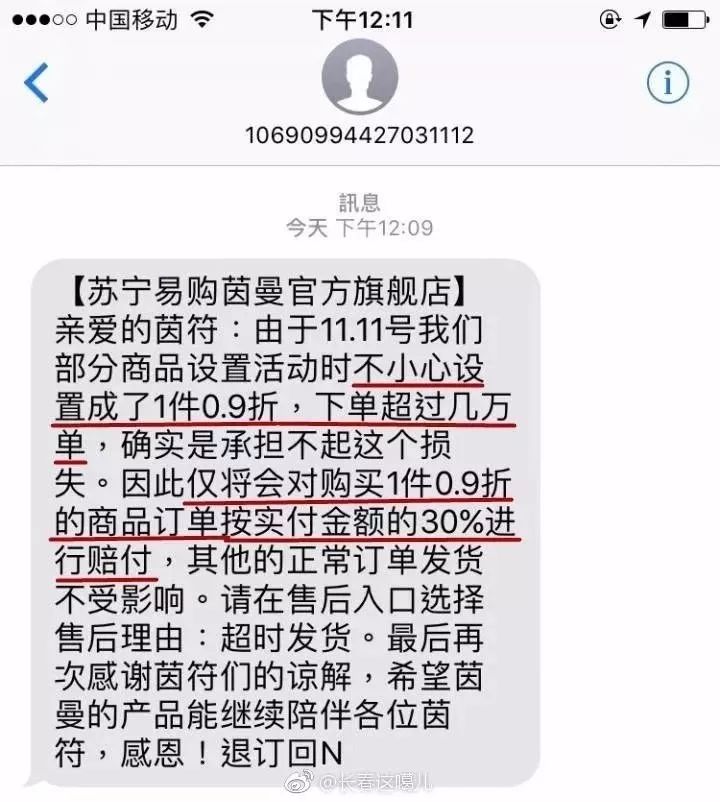 中国移动
下午12:11
10690994427031112
訊息
今天 下午12:09
【苏宁易购茵曼官方旗舰店】
亲爱的茵符：由于11.11号我们
部分商品设置活动时不小心设
置成了1件0.9折，下单超过几万
单，确实是承担不起这个损
失。因此仅将会对购买1件0.9折
的商品订单按实付金额的30%进
行赔付，其他的正常订单发货
不受影响。请在售后入口选择
售后理由：超时发货。最后再
次感谢茵符们的谅解，希望茵
曼的产品能继续陪伴各位茵
符，感恩！退订回N
@长春这噶儿